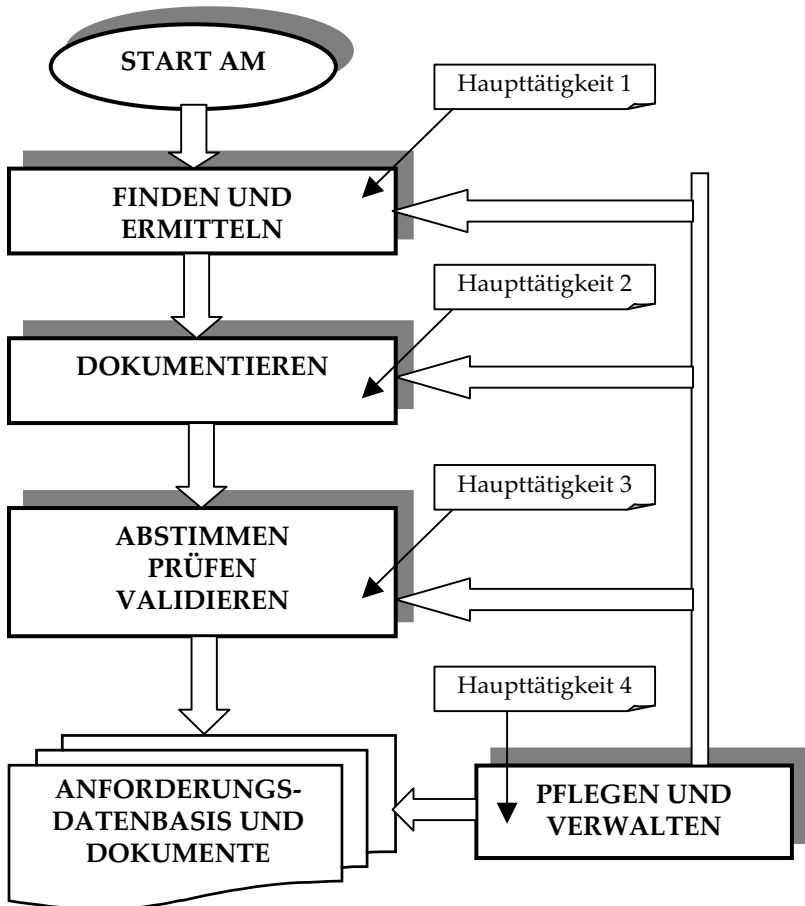 START AM
Haupttätigkeit 1
FINDEN UND
ERMITTELN
Haupttätigkeit 2
DOKUMENTIEREN
Haupttätigkeit 3
ABSTIMMEN
PRÜFEN
VALIDIEREN
Haupttätigkeit 4
ANFORDERUNGS-
DATENBASIS UND
DOKUMENTE
PFLEGEN UND
VERWALTEN